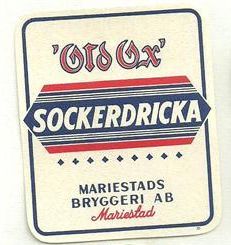 'Old Ox'
SOCKERDRICKA
MARIESTADS
BRYGGERI AB
Mariestad